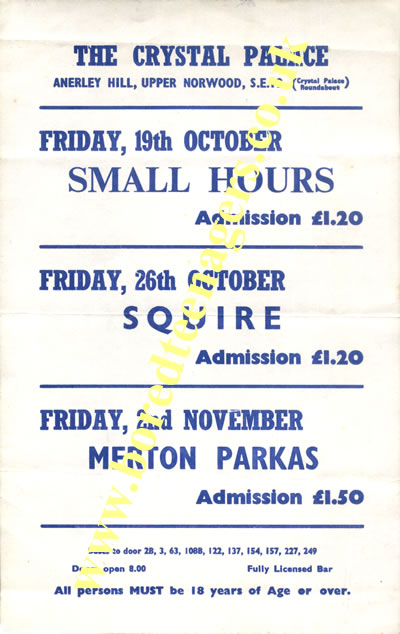 THE CRYSTAL PALACE
ANERLEY HILL, UPPER NORWOOD, S.E. (Crystal Palace Roundabout)
FRIDAY, 19th OCTOBER
SMALL HOURS
Admission £1.20
FRIDAY, 26th OCTOBER
SQUIRE
Admission £1.20
FRIDAY, 2nd NOVEMBER
MERTON PARKAS
Admission £1.50
to door 2B, 3, 63, 108B, 122, 137, 154, 157, 227, 249
Doors open 8.00 Fully Licensed Bar
All persons MUST be 18 years of Age or over.
www.boredteenagers.co.uk